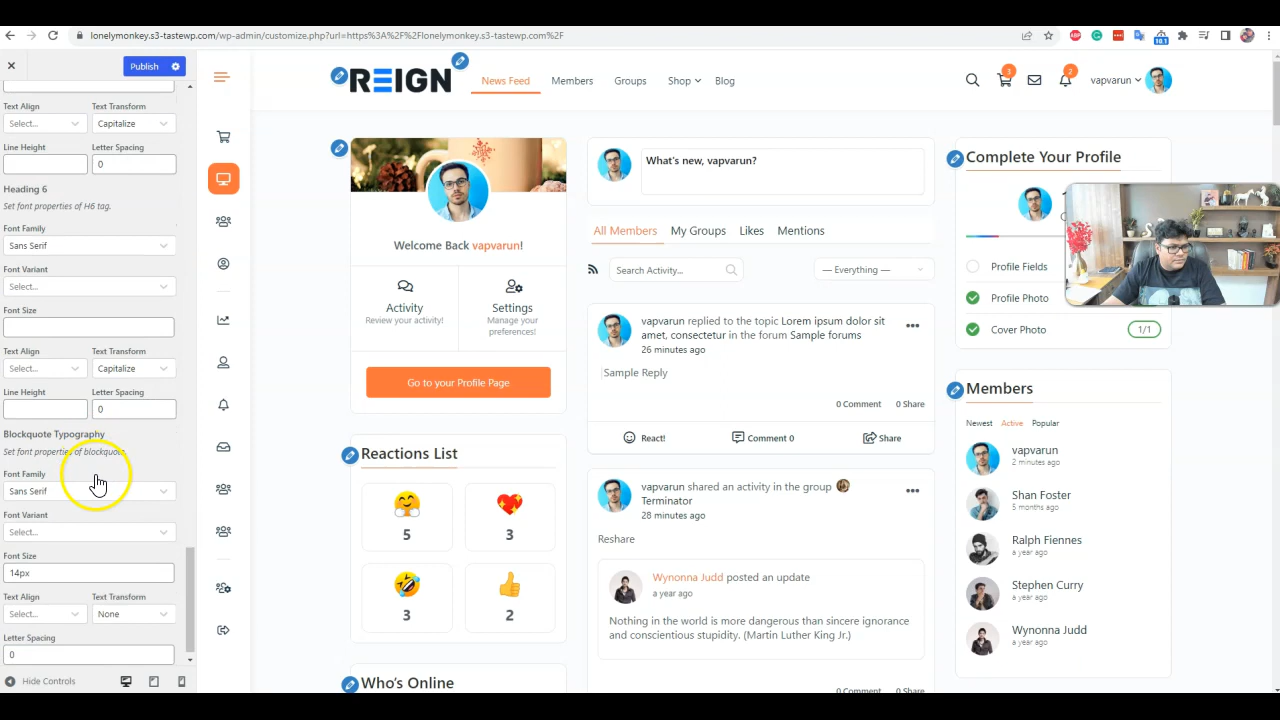 lonelymonkey.s3-tastewp.com/wp-admin/customize.php?url=https%3A%2F%2Flonelymonkey.s3-tastewp.com%2F
10.1
Publish
Text Align
Text Transform
Select...
Capitalize
Line Height
Letter Spacing
0
Heading 6
Set font properties of H6 tag.
Font Family
Sans Serif
Font Variant
Select...
Font Size
Text Align
Text Transform
Select...
Capitalize
Line Height
Letter Spacing
0
Blockquote Typography
Set font properties of blockquote.
Font Family
Sans Serif
Font Variant
Select...
Font Size
14px
Text Align
Text Transform
Select...
None
Letter Spacing
0
Hide Controls
REIGN
News Feed
Members
Groups
Shop
Blog
3
2
vapvarun
Welcome Back vapvarun!
Activity
Review your activity!
Settings
Manage your
preferences!
Go to your Profile Page
Reactions List
5
3
3
2
Who's Online
What's new, vapvarun?
All Members
My Groups
Likes
Mentions
Search Activity...
— Everything —
vapvarun replied to the topic Lorem ipsum dolor sit
amet, consectetur in the forum Sample forums
26 minutes ago
Sample Reply
0 Comment
0 Share
React!
Comment 0
Share
vapvarun shared an activity in the group
Terminator
28 minutes ago
Reshare
Wynonna Judd posted an update
a year ago
Nothing in the world is more dangerous than sincere ignorance
and conscientious stupidity. (Martin Luther King Jr.)
0 Comment
0 Share
Complete Your Profile
Profile Fields
Profile Photo
Cover Photo
1/1
Members
Newest
Active
Popular
vapvarun
2 minutes ago
Shan Foster
5 months ago
Ralph Fiennes
a year ago
Stephen Curry
a year ago
Wynonna Judd
a year ago